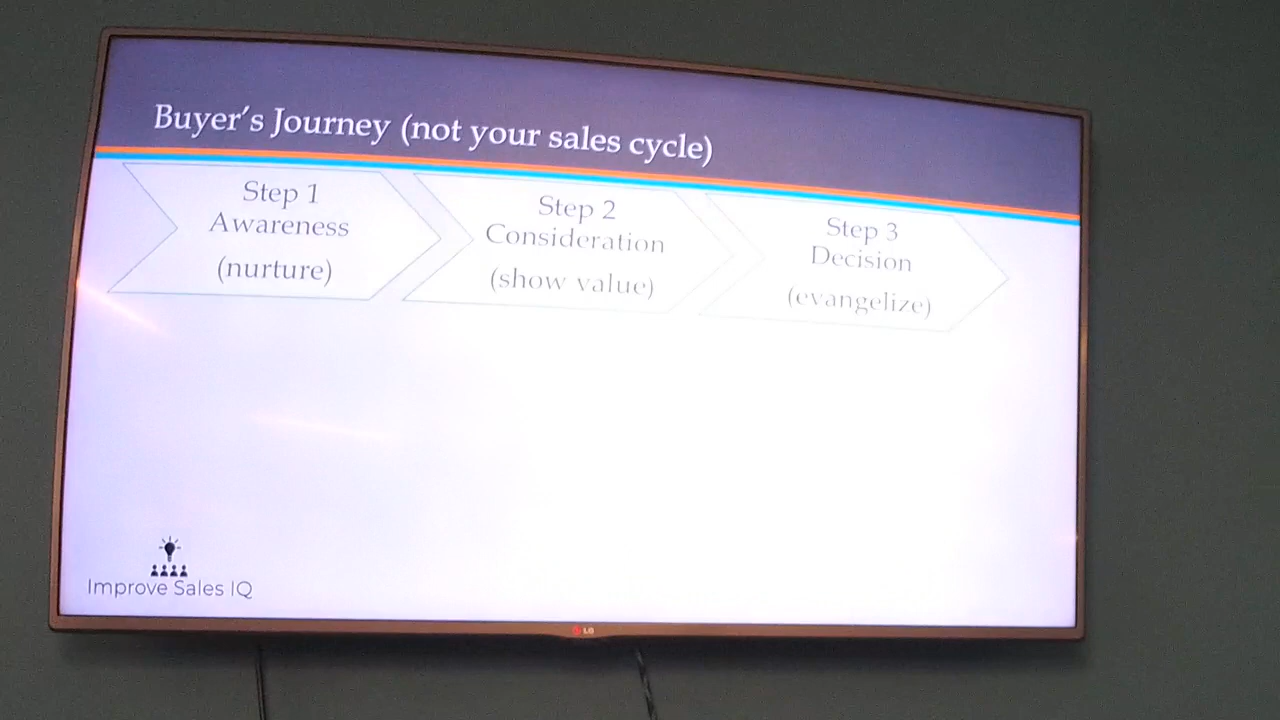 Buyer's Journey (not your sales cycle)
Step 1
Awareness
(nurture)
Step 2
Consideration
(show value)
Step 3
Decision
(evangelize)
Improve Sales IQ
LG